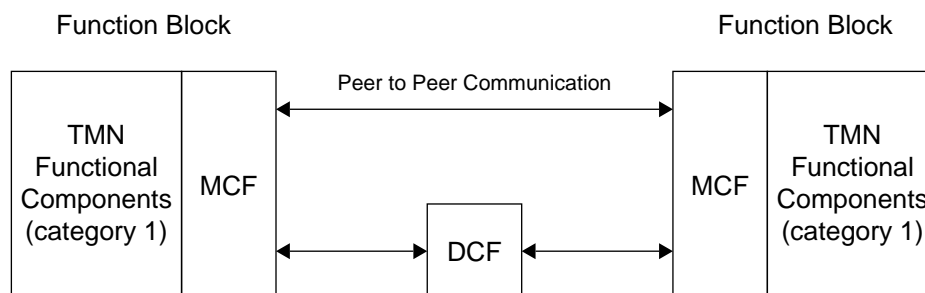 Function Block
Function Block
Peer to Peer Communication
TMN
Functional
Components
(category 1)
MCF
DCF
MCF
TMN
Functional
Components
(category 1)